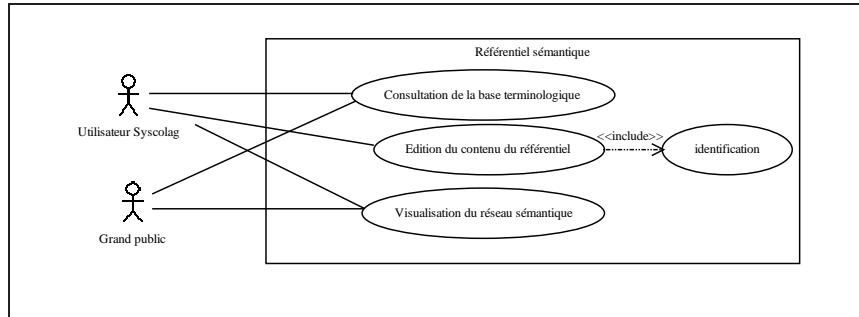 Référentiel sémantique
Consultation de la base terminologique
Utilisateur Syscolag
Edition du contenu du référentiel
<<include>>
identification
Visualisation du réseau sémantique
Grand public